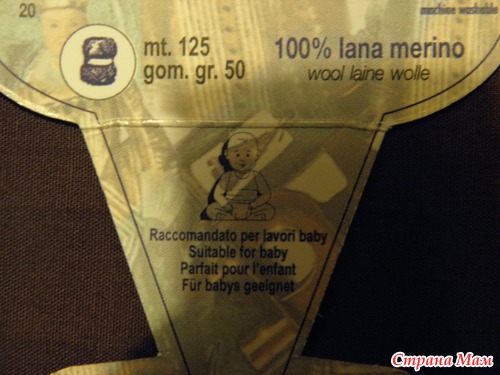 20
machine washable
mt. 125
gom. gr. 50
100% lana merino
wool laine wolle
Raccomandato per lavori baby
Suitable for baby
Parfait pour l'enfant
Für babys geeignet
Страна Мам